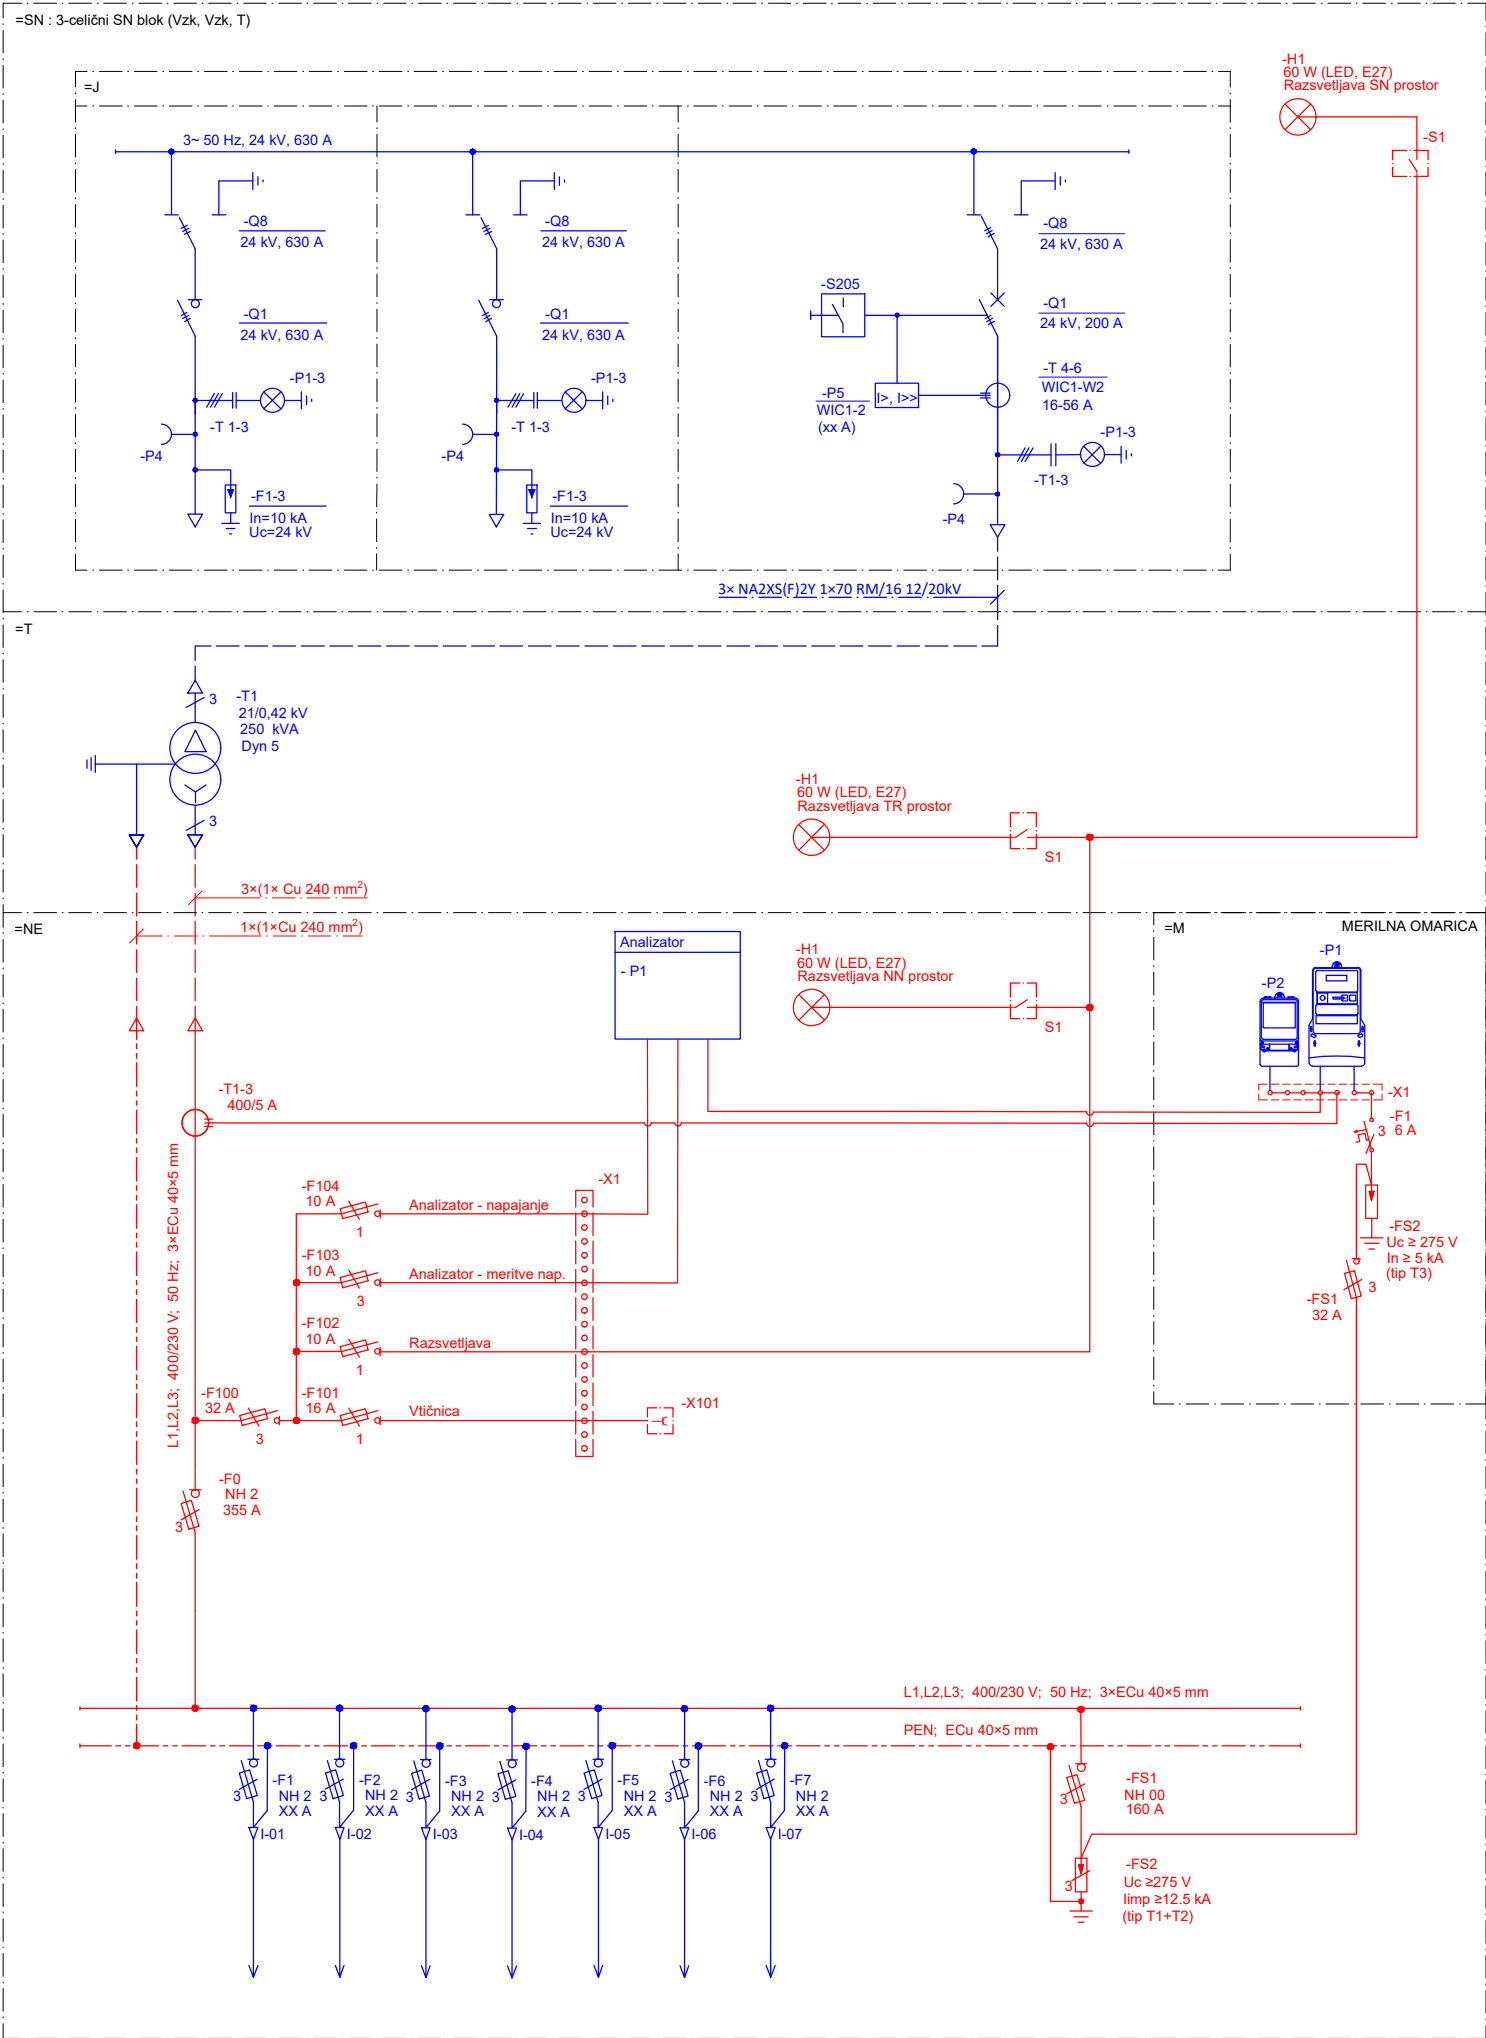 =SN : 3-celični SN blok (Vzk, Vzk, T)
-H1
60 W (LED, E27)
Razsvetljava SN prostor
-S1
=J
3~ 50 Hz, 24 kV, 630 A
-Q8
24 kV, 630 A
-Q1
24 kV, 630 A
-P1-3
-T 1-3
-P4
-F1-3
In=10 kA
Uc=24 kV
-Q8
24 kV, 630 A
-Q1
24 kV, 630 A
-P1-3
-T 1-3
-P4
-F1-3
In=10 kA
Uc=24 kV
-Q8
24 kV, 630 A
-S205
-Q1
24 kV, 200 A
-T 4-6
WIC1-W2
16-56 A
-P5
WIC1-2
(xx A)
I>, I>>
-P1-3
-T1-3
-P4
3× NA2XS(F)2Y 1×70 RM/16 12/20kV
=T
3
-T1
21/0,42 kV
250 kVA
Dyn 5
3
-H1
60 W (LED, E27)
Razsvetljava TR prostor
S1
3×(1× Cu 240 mm²)
=NE
1×(1×Cu 240 mm²)
Analizator
- P1
-H1
60 W (LED, E27)
Razsvetljava NN prostor
S1
=M
MERILNA OMARICA
-P1
-P2
-X1
-F1
3 6 A
-FS2
Uc ≥ 275 V
In ≥ 5 kA
(tip T3)
3
-FS1
32 A
-T1-3
400/5 A
L1,L2,L3; 400/230 V; 50 Hz; 3×ECu 40×5 mm
-X1
-F104
10 A
1
Analizator - napajanje
-F103
10 A
3
Analizator - meritve nap.
-F102
10 A
1
Razsvetljava
-F100
32 A
3
-F101
16 A
1
Vtičnica
-X101
-F0
NH 2
355 A
3
L1,L2,L3; 400/230 V; 50 Hz; 3×ECu 40×5 mm
PEN; ECu 40×5 mm
3
-F1
NH 2
XX A
I-01
3
-F2
NH 2
XX A
I-02
3
-F3
NH 2
XX A
I-03
3
-F4
NH 2
XX A
I-04
3
-F5
NH 2
XX A
I-05
3
-F6
NH 2
XX A
I-06
3
-F7
NH 2
XX A
I-07
3
-FS1
NH 00
160 A
3
-FS2
Uc ≥275 V
Iimp ≥12.5 kA
(tip T1+T2)